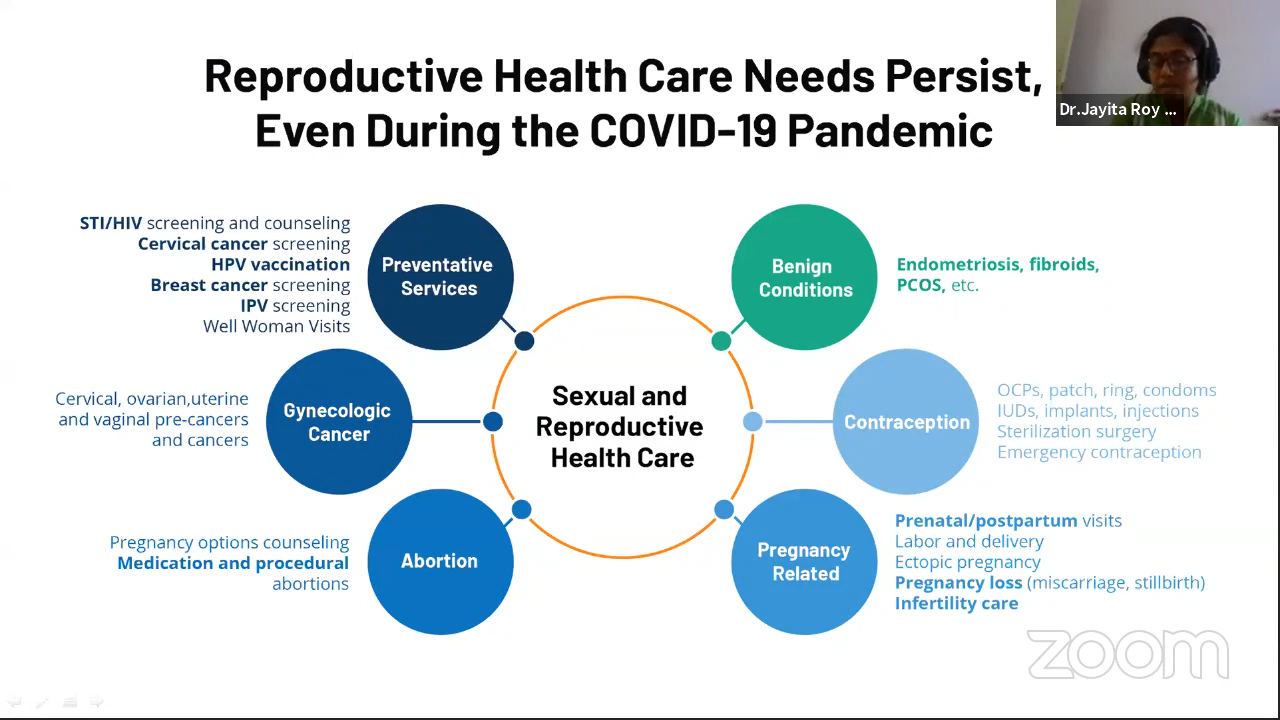 Reproductive Health Care Needs Persist,
Even During the COVID-19 Pandemic
Dr.Jayita Roy ...
STI/HIV screening and counseling
Cervical cancer screening
HPV vaccination
Breast cancer screening
IPV screening
Well Woman Visits
Preventative
Services
Benign
Conditions
Endometriosis, fibroids,
PCOS, etc.
Cervical, ovarian,uterine
and vaginal pre-cancers
and cancers
Gynecologic
Cancer
Sexual and
Reproductive
Health Care
Contraception
OCPs, patch, ring, condoms
IUDs, implants, injections
Sterilization surgery
Emergency contraception
Pregnancy options counseling
Medication and procedural
abortions
Abortion
Pregnancy
Related
Prenatal/postpartum visits
Labor and delivery
Ectopic pregnancy
Pregnancy loss (miscarriage, stillbirth)
Infertility care
zoom